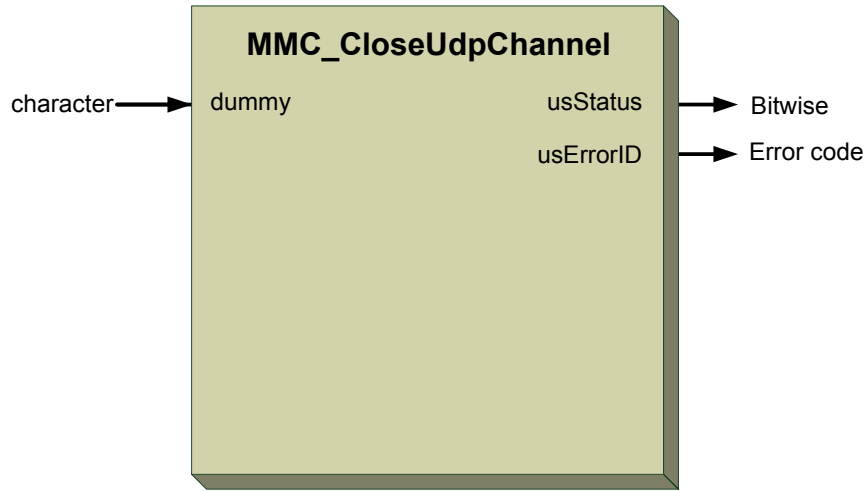 MMC_CloseUdpChannel
character dummy usStatus Bitwise
usErrorID Error code